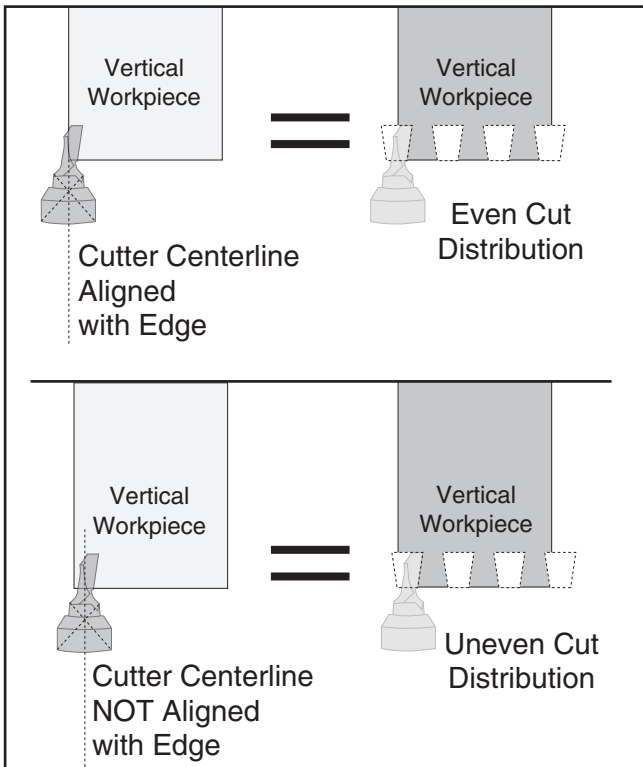 Vertical
Workpiece
Vertical
Workpiece
Cutter Centerline
Aligned
with Edge
Even Cut
Distribution
Vertical
Workpiece
Vertical
Workpiece
Cutter Centerline
NOT Aligned
with Edge
Uneven Cut
Distribution